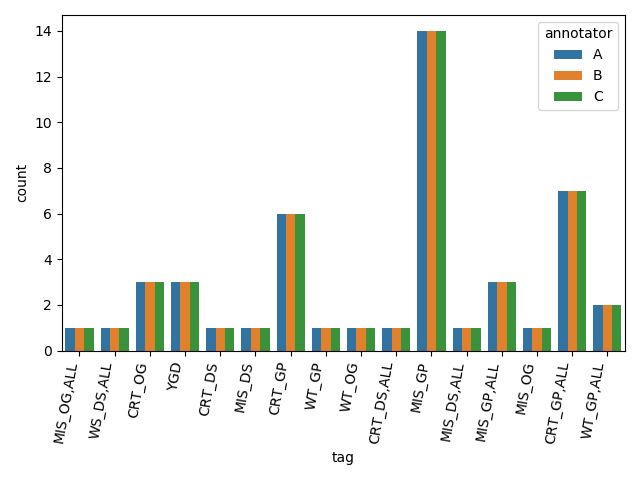 annotator
A
B
C
14
12
10
8
6
4
2
0
count
MIS_OG,ALL
WS_DS,ALL
CRT_OG
YGD
CRT_DS
MIS_DS
CRT_GP
WT_GP
WT_OG
CRT_DS,ALL
MIS_GP
MIS_DS,ALL
MIS_GP,ALL
MIS_OG
CRT_GP,ALL
WT_GP,ALL
tag